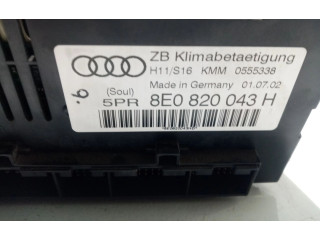 ZB Klimabetaetigung
H11/S16 KMM 0555338
Made in Germany 01.07.02
(Soul)
5PR 8E0 820 043 H